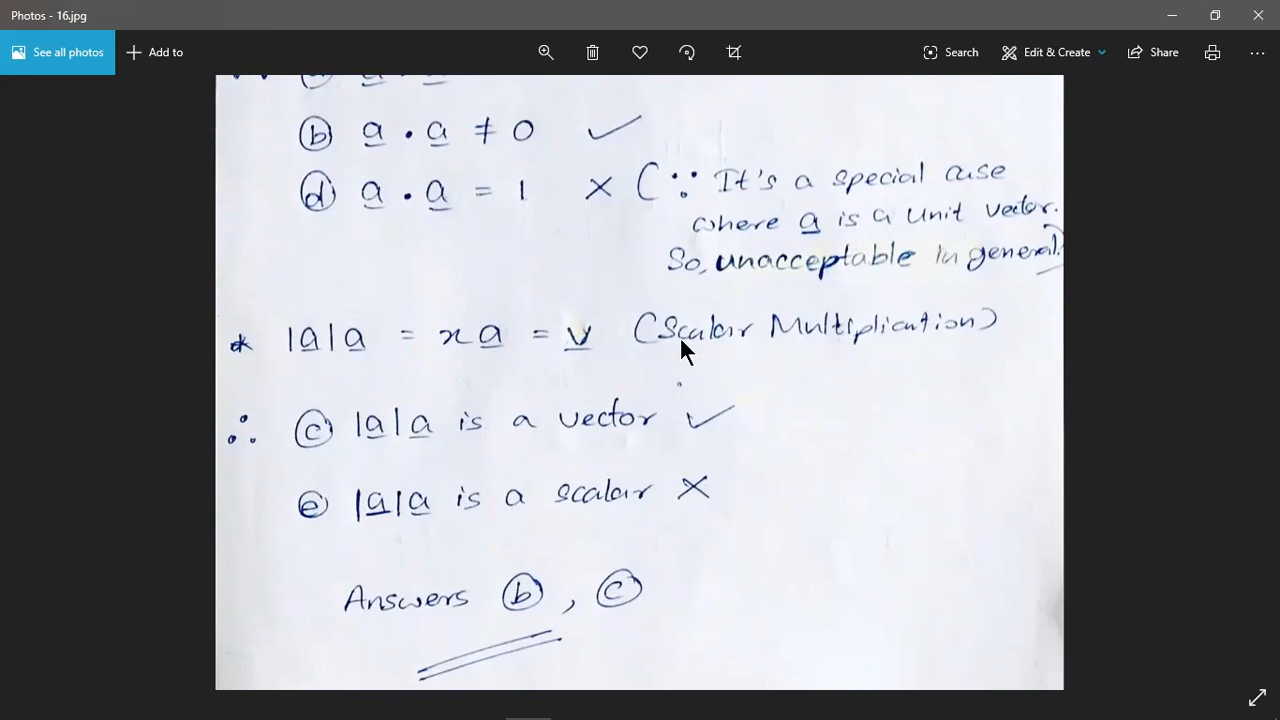 Photos - 16.jpg
See all photos
Add to
Search
Edit & Create
Share
(b) a · a ≠ 0 ✓
(d) a · a = 1 × (∵ It's a special case
where a is a unit vector.
So, unacceptable in general)
* |a|a = xa = v (Scalar Multiplication)
∴ (c) |a|a is a vector ✓
(e) |a|a is a scalar ×
Answers (b), (c)